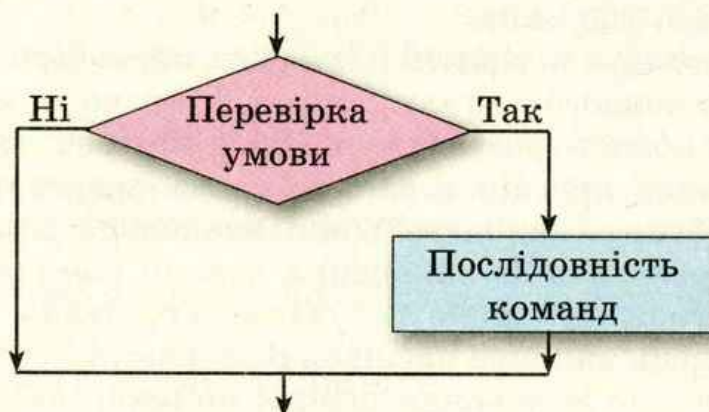 Ні
Перевірка
умови
Так
Послідовність
команд